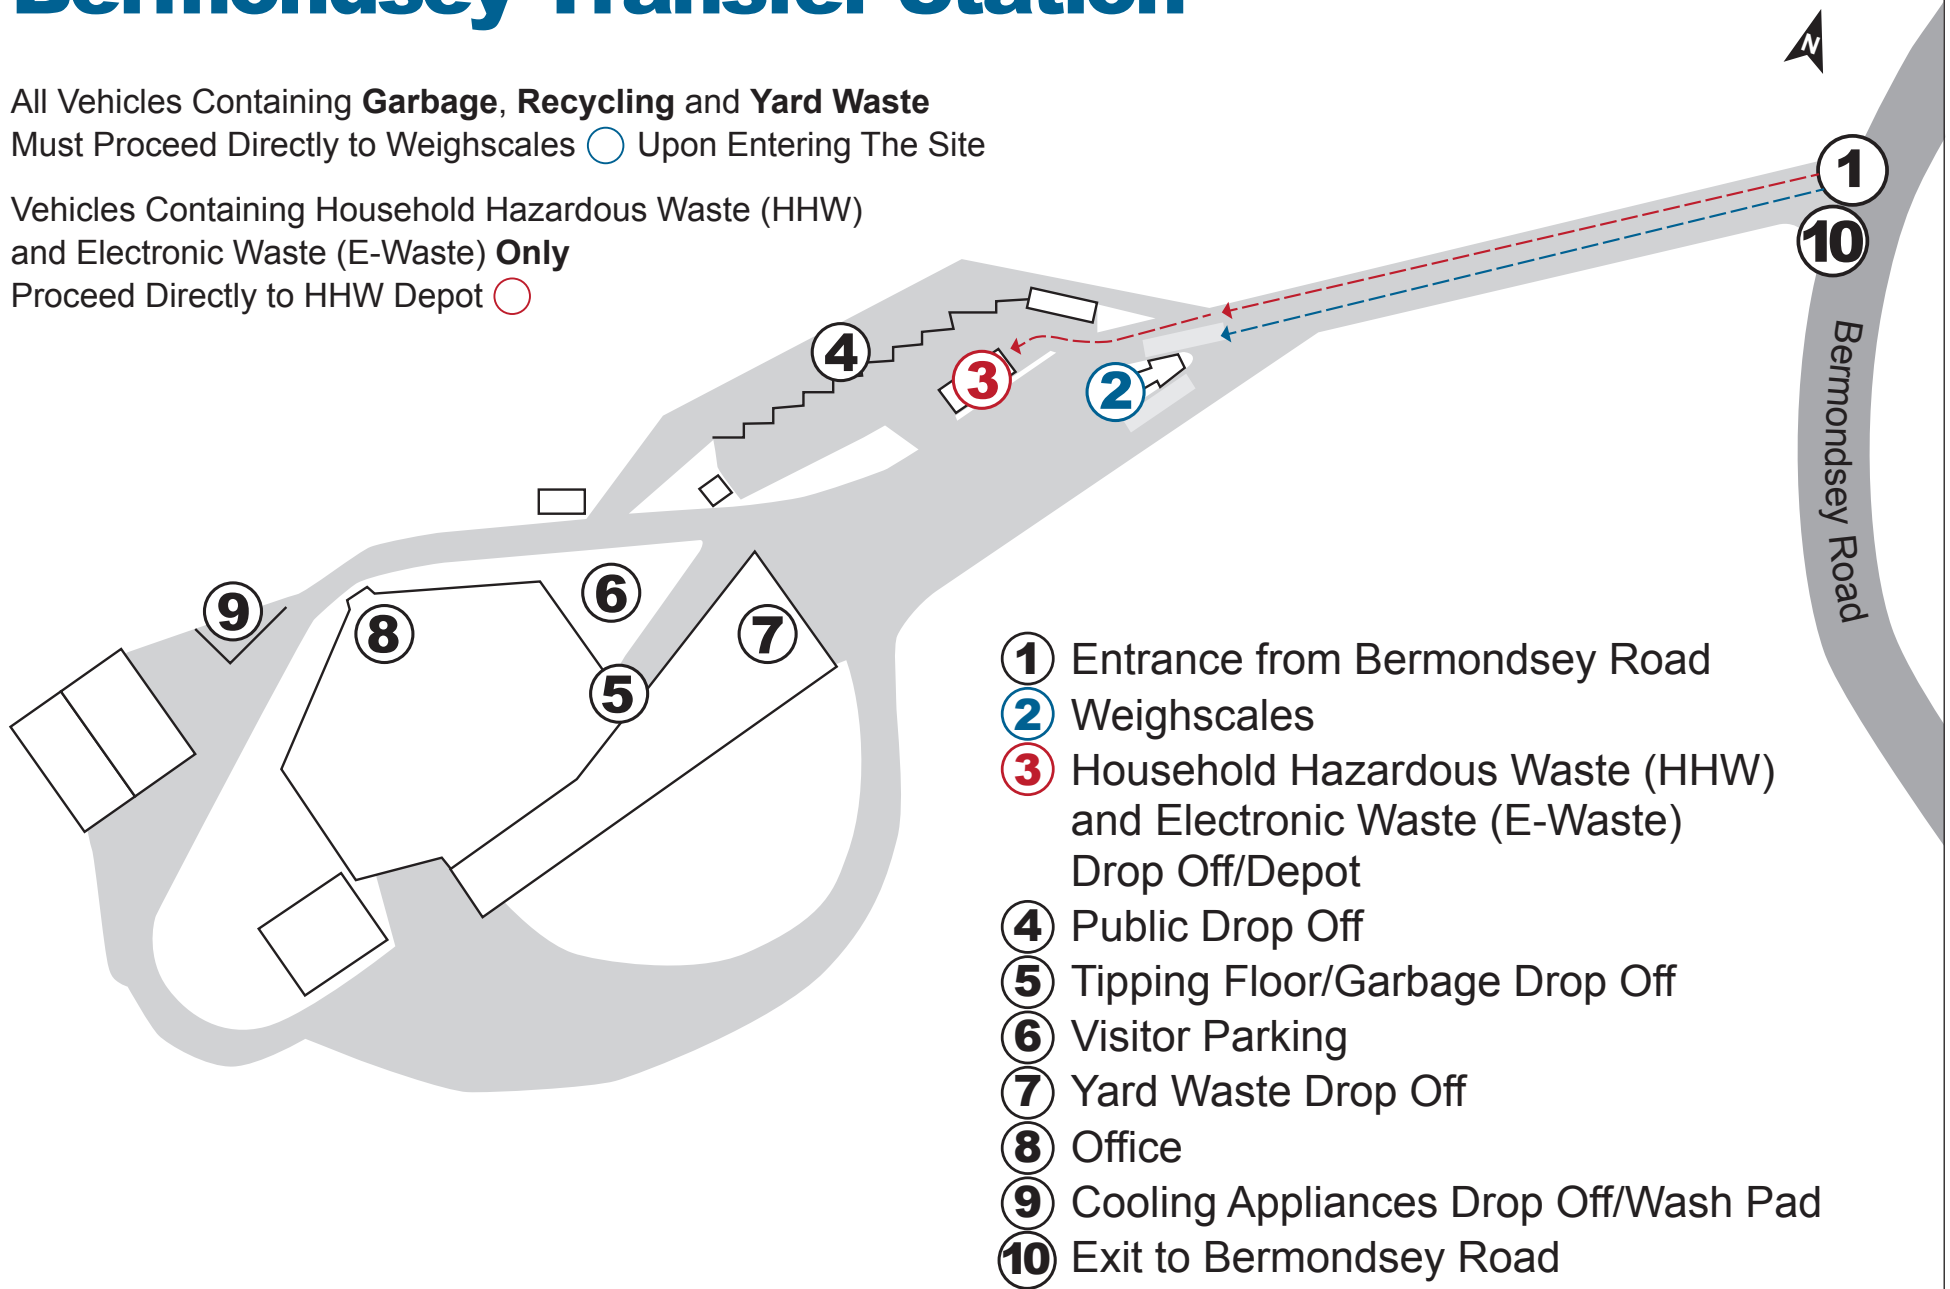 Bermondsey Transfer Station
N
All Vehicles Containing Garbage, Recycling and Yard Waste
Must Proceed Directly to Weighscales Upon Entering The Site
Vehicles Containing Household Hazardous Waste (HHW)
and Electronic Waste (E-Waste) Only
Proceed Directly to HHW Depot
1
10
Bermondsey Road
4
3
2
6
9
8
7
5
1 Entrance from Bermondsey Road
2 Weighscales
3 Household Hazardous Waste (HHW)
and Electronic Waste (E-Waste)
Drop Off/Depot
4 Public Drop Off
5 Tipping Floor/Garbage Drop Off
6 Visitor Parking
7 Yard Waste Drop Off
8 Office
9 Cooling Appliances Drop Off/Wash Pad
10 Exit to Bermondsey Road